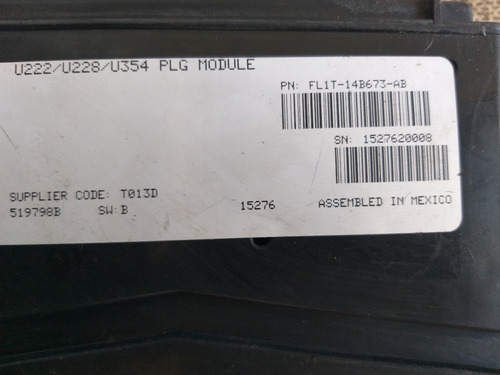 U222/U228/U354 PLG MODULE
PN: FL1T-14B673-AB
SN: 1527620008
SUPPLIER CODE: T013D
519798B SW:B 15276 ASSEMBLED IN MEXICO